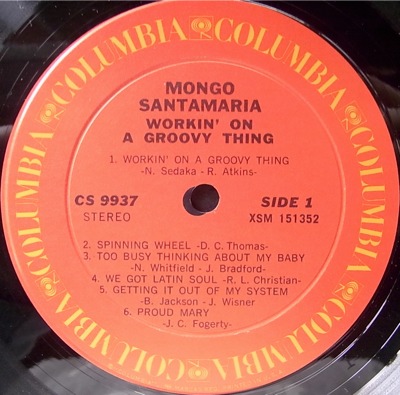 COLUMBIA COLUMBIA COLUMBIA COLUMBIA COLUMBIA COLUMBIA
MONGO
SANTAMARIA
WORKIN' ON
A GROOVY THING
1. WORKIN' ON A GROOVY THING
-N. Sedaka - R. Atkins-
CS 9937 SIDE 1
STEREO XSM 151352
2. SPINNING WHEEL -D. C. Thomas-
3. TOO BUSY THINKING ABOUT MY BABY
-N. Whitfield - J. Bradford-
4. WE GOT LATIN SOUL -R. L. Christian-
5. GETTING IT OUT OF MY SYSTEM
-B. Jackson - J. Wisner-
6. PROUD MARY
-J. C. Fogerty-